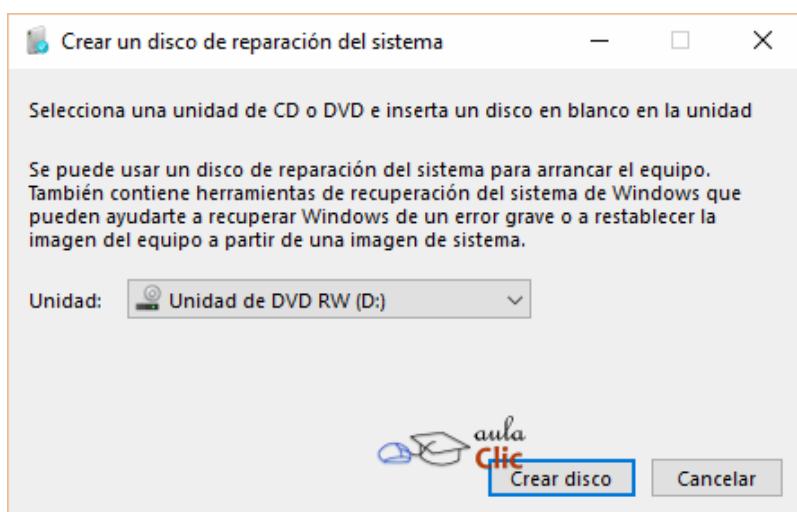 Crear un disco de reparación del sistema
Selecciona una unidad de CD o DVD e inserta un disco en blanco en la unidad
Se puede usar un disco de reparación del sistema para arrancar el equipo.
También contiene herramientas de recuperación del sistema de Windows que
pueden ayudarte a recuperar Windows de un error grave o a restablecer la
imagen del equipo a partir de una imagen de sistema.
Unidad: Unidad de DVD RW (D:)
aula
Clic
Crear disco Cancelar